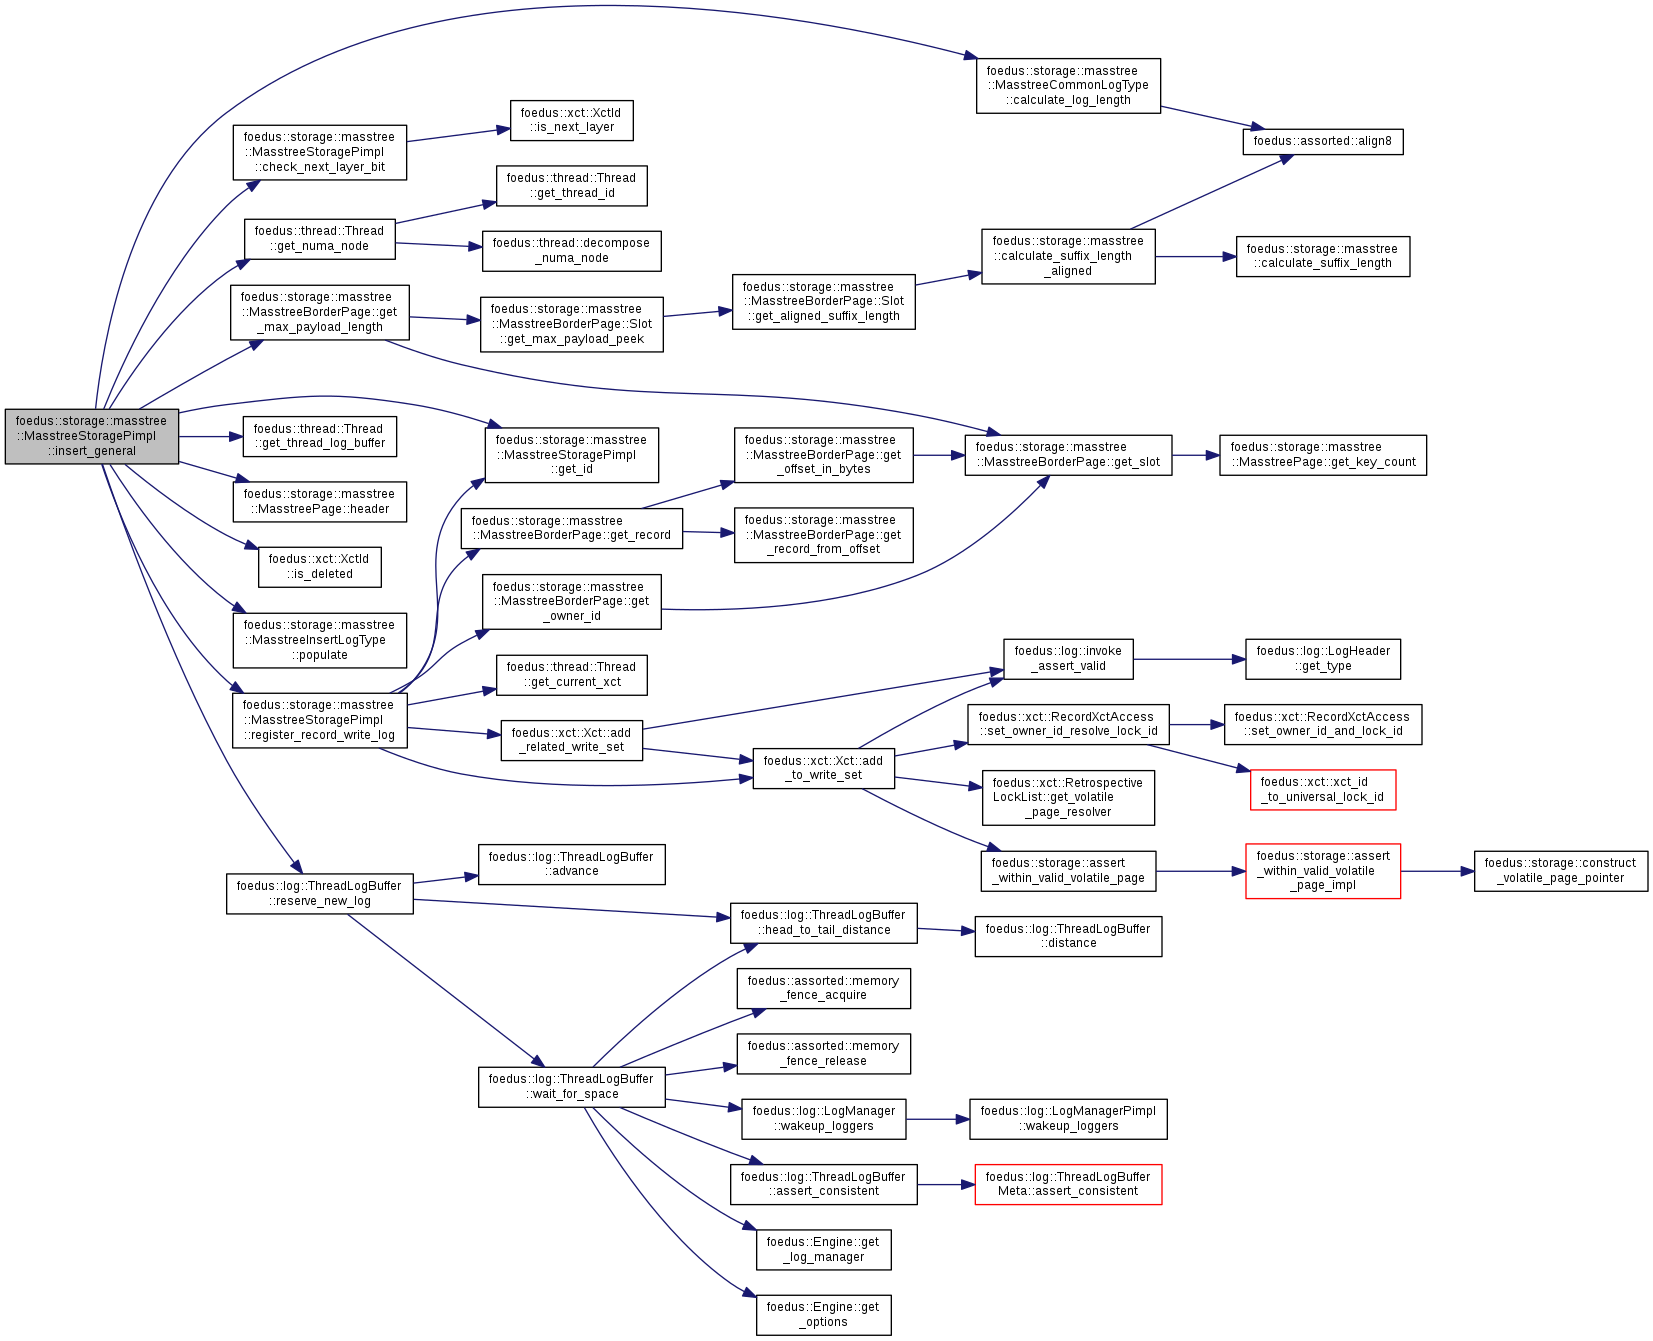 foedus::storage::masstree
::MasstreeStoragePimpl
::insert_general
foedus::storage::masstree
::MasstreeCommonLogType
::calculate_log_length
foedus::assorted::align8
foedus::storage::masstree
::MasstreeStoragePimpl
::check_next_layer_bit
foedus::xct::XctId
::is_next_layer
foedus::thread::Thread
::get_numa_node
foedus::thread::Thread
::get_thread_id
foedus::thread::decompose
_numa_node
foedus::storage::masstree
::MasstreeBorderPage::get
_max_payload_length
foedus::storage::masstree
::MasstreeBorderPage::Slot
::get_max_payload_peek
foedus::storage::masstree
::MasstreeBorderPage::Slot
::get_aligned_suffix_length
foedus::storage::masstree
::calculate_suffix_length
_aligned
foedus::storage::masstree
::calculate_suffix_length
foedus::thread::Thread
::get_thread_log_buffer
foedus::storage::masstree
::MasstreeStoragePimpl
::get_id
foedus::storage::masstree
::MasstreeBorderPage::get
_offset_in_bytes
foedus::storage::masstree
::MasstreeBorderPage::get_slot
foedus::storage::masstree
::MasstreePage::get_key_count
foedus::storage::masstree
::MasstreePage::header
foedus::storage::masstree
::MasstreeBorderPage::get_record
foedus::storage::masstree
::MasstreeBorderPage::get
_record_from_offset
foedus::xct::XctId
::is_deleted
foedus::storage::masstree
::MasstreeBorderPage::get
_owner_id
foedus::storage::masstree
::MasstreeInsertLogType
::populate
foedus::thread::Thread
::get_current_xct
foedus::storage::masstree
::MasstreeStoragePimpl
::register_record_write_log
foedus::xct::Xct::add
_related_write_set
foedus::xct::Xct::add
_to_write_set
foedus::log::invoke
_assert_valid
foedus::log::LogHeader
::get_type
foedus::xct::RecordXctAccess
::set_owner_id_resolve_lock_id
foedus::xct::RecordXctAccess
::set_owner_id_and_lock_id
foedus::xct::xct_id
_to_universal_lock_id
foedus::xct::Retrospective
LockList::get_volatile
_page_resolver
foedus::storage::assert
_within_valid_volatile_page
foedus::storage::assert
_within_valid_volatile
_page_impl
foedus::storage::construct
_volatile_page_pointer
foedus::log::ThreadLogBuffer
::reserve_new_log
foedus::log::ThreadLogBuffer
::advance
foedus::log::ThreadLogBuffer
::head_to_tail_distance
foedus::log::ThreadLogBuffer
::distance
foedus::log::ThreadLogBuffer
::wait_for_space
foedus::assorted::memory
_fence_acquire
foedus::assorted::memory
_fence_release
foedus::log::LogManager
::wakeup_loggers
foedus::log::LogManagerPimpl
::wakeup_loggers
foedus::log::ThreadLogBuffer
::assert_consistent
foedus::log::ThreadLogBuffer
Meta::assert_consistent
foedus::Engine::get
_log_manager
foedus::Engine::get
_options